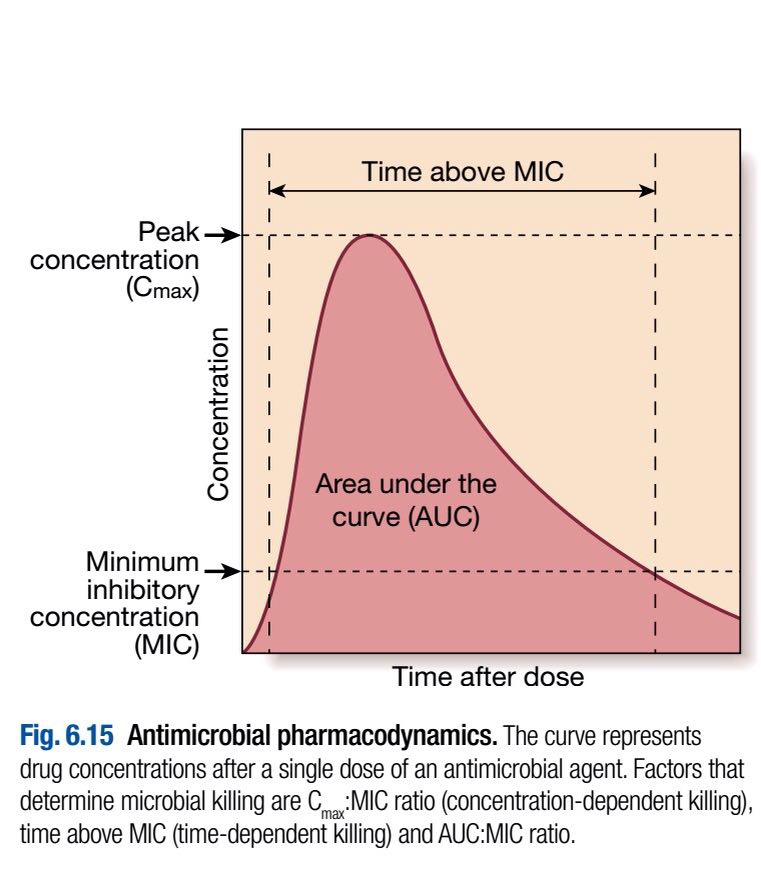 Time above MIC
Peak
concentration
(Cmax)
Concentration
Area under the
curve (AUC)
Minimum
inhibitory
concentration
(MIC)
Time after dose
Fig. 6.15 Antimicrobial pharmacodynamics. The curve represents
drug concentrations after a single dose of an antimicrobial agent. Factors that
determine microbial killing are Cmax:MIC ratio (concentration-dependent killing),
time above MIC (time-dependent killing) and AUC:MIC ratio.